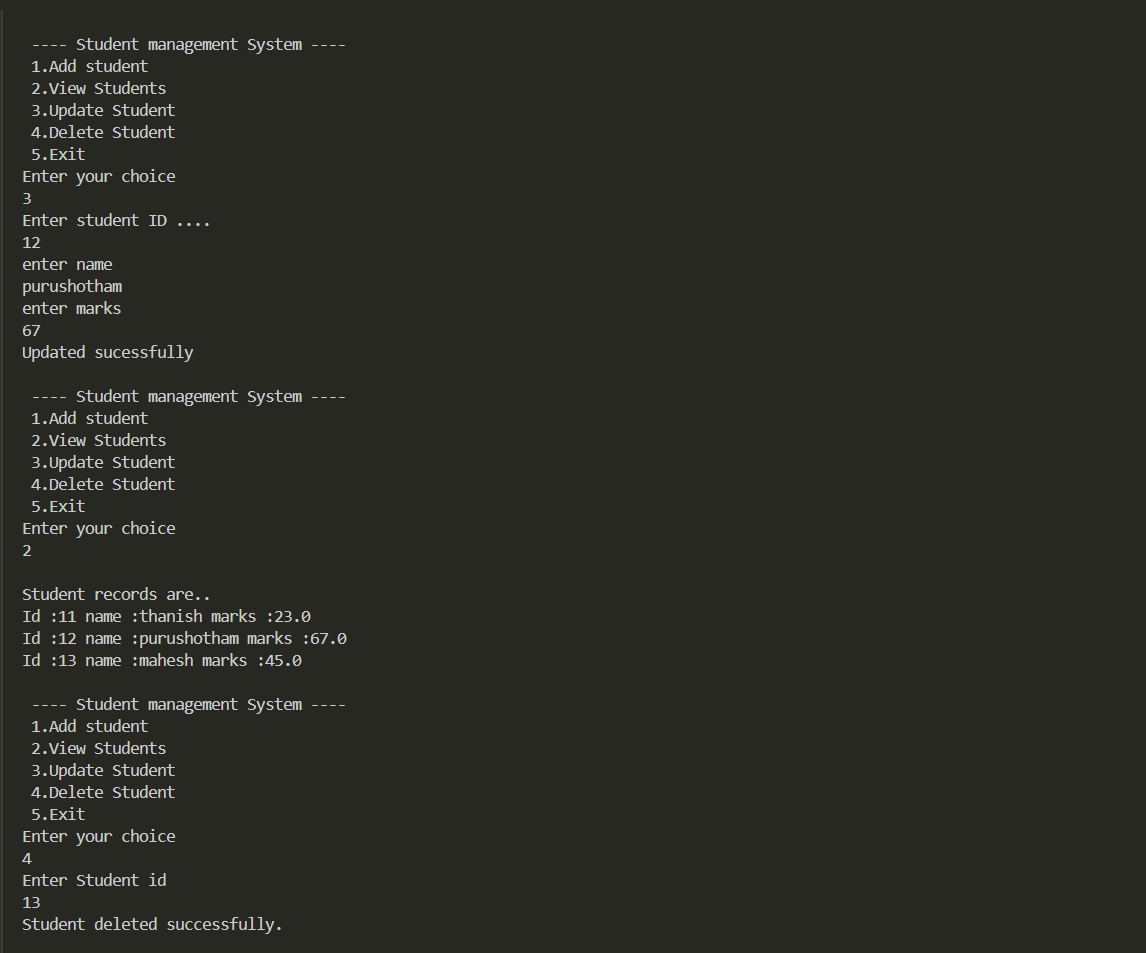 ---- Student management System ----
1.Add student
2.View Students
3.Update Student
4.Delete Student
5.Exit
Enter your choice
3
Enter student ID ....
12
enter name
purushotham
enter marks
67
Updated sucessfully
---- Student management System ----
1.Add student
2.View Students
3.Update Student
4.Delete Student
5.Exit
Enter your choice
2
Student records are..
Id :11 name :thanish marks :23.0
Id :12 name :purushotham marks :67.0
Id :13 name :mahesh marks :45.0
---- Student management System ----
1.Add student
2.View Students
3.Update Student
4.Delete Student
5.Exit
Enter your choice
4
Enter Student id
13
Student deleted successfully.